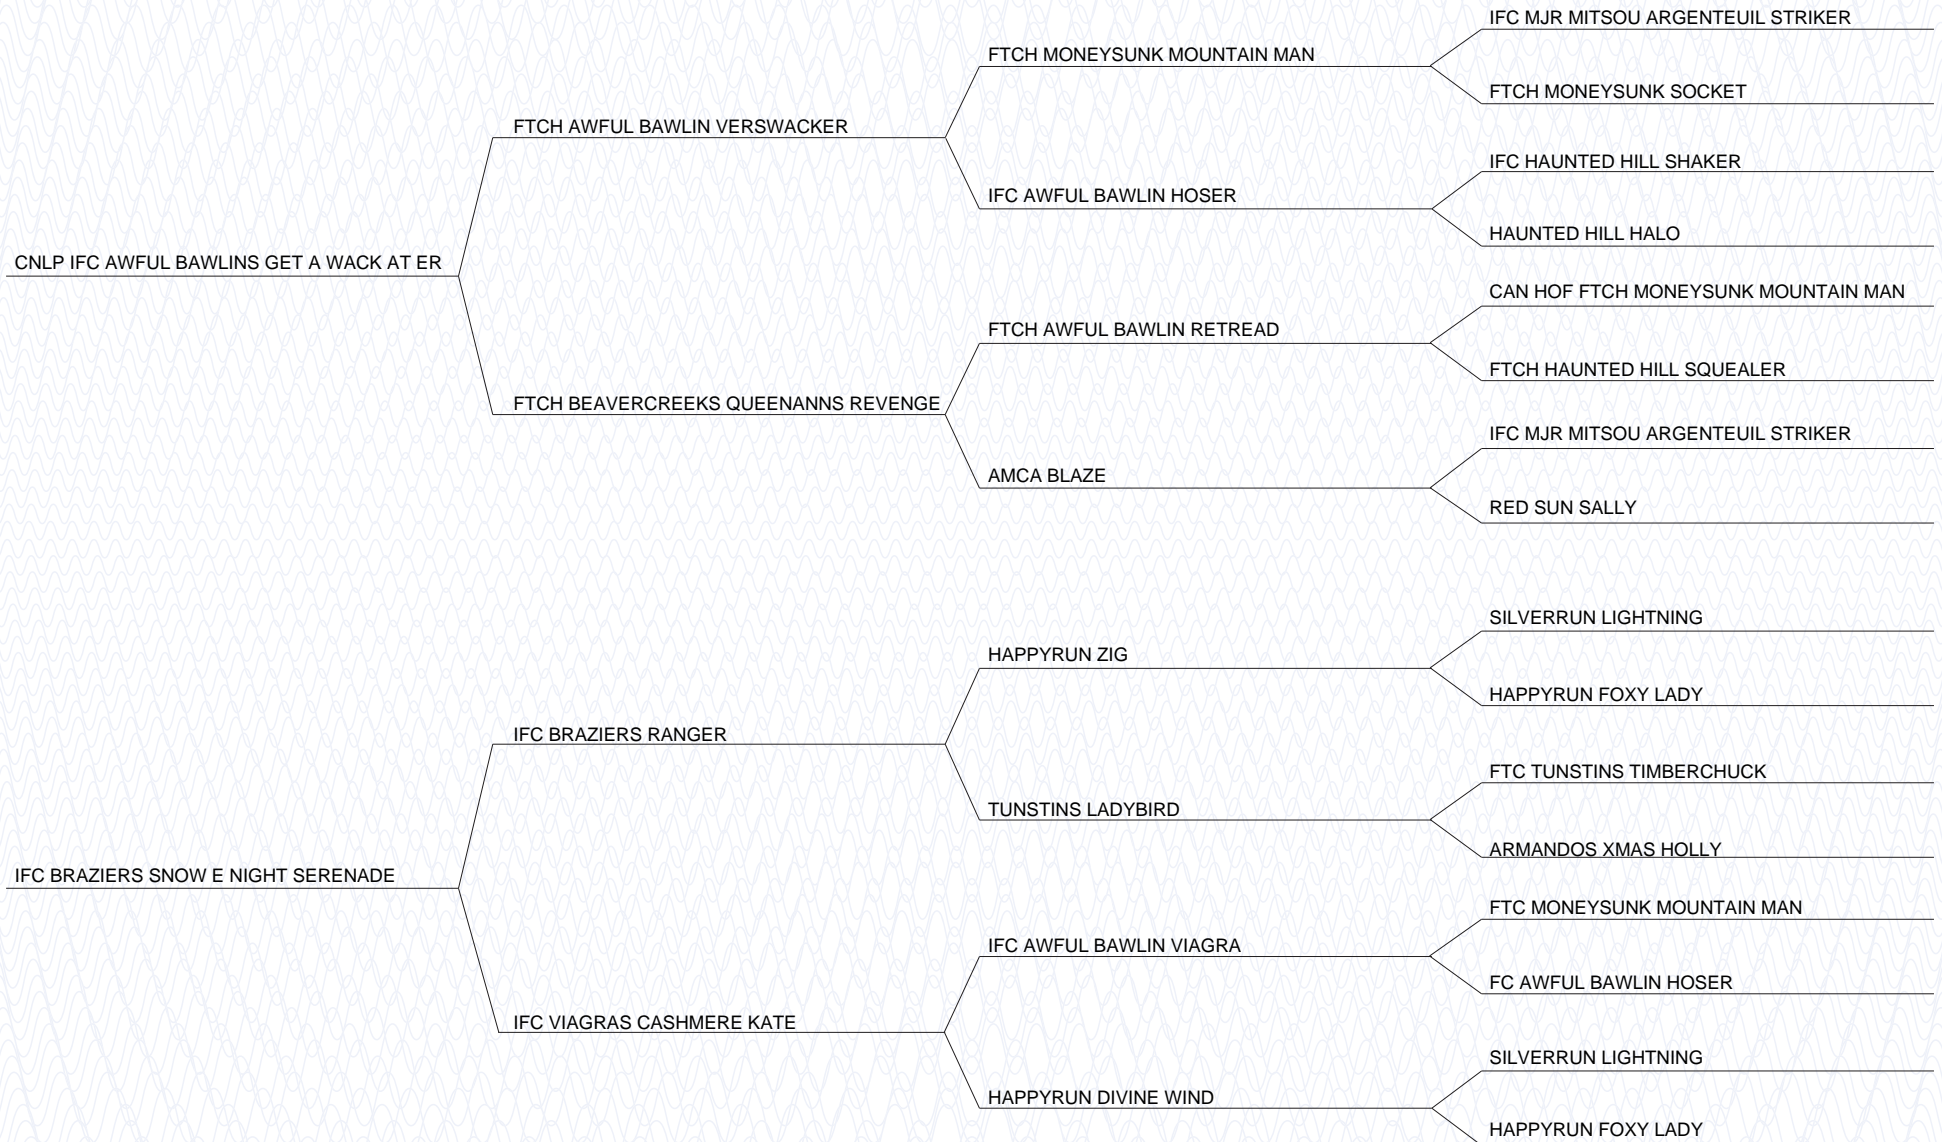 IFC MJR MITSOU ARGENTEUIL STRIKER
FTCH MONEYSUNK MOUNTAIN MAN
FTCH MONEYSUNK SOCKET
FTCH AWFUL BAWLIN VERSWACKER
IFC HAUNTED HILL SHAKER
IFC AWFUL BAWLIN HOSER
HAUNTED HILL HALO
CNLP IFC AWFUL BAWLINS GET A WACK AT ER
CAN HOF FTCH MONEYSUNK MOUNTAIN MAN
FTCH AWFUL BAWLIN RETREAD
FTCH HAUNTED HILL SQUEALER
FTCH BEAVERCREEKS QUEENANNS REVENGE
IFC MJR MITSOU ARGENTEUIL STRIKER
AMCA BLAZE
RED SUN SALLY
SILVERRUN LIGHTNING
HAPPYRUN ZIG
HAPPYRUN FOXY LADY
IFC BRAZIERS RANGER
FTC TUNSTINS TIMBERCHUCK
TUNSTINS LADYBIRD
ARMANDOS XMAS HOLLY
IFC BRAZIERS SNOW E NIGHT SERENADE
FTC MONEYSUNK MOUNTAIN MAN
IFC AWFUL BAWLIN VIAGRA
FC AWFUL BAWLIN HOSER
IFC VIAGRAS CASHMERE KATE
SILVERRUN LIGHTNING
HAPPYRUN DIVINE WIND
HAPPYRUN FOXY LADY